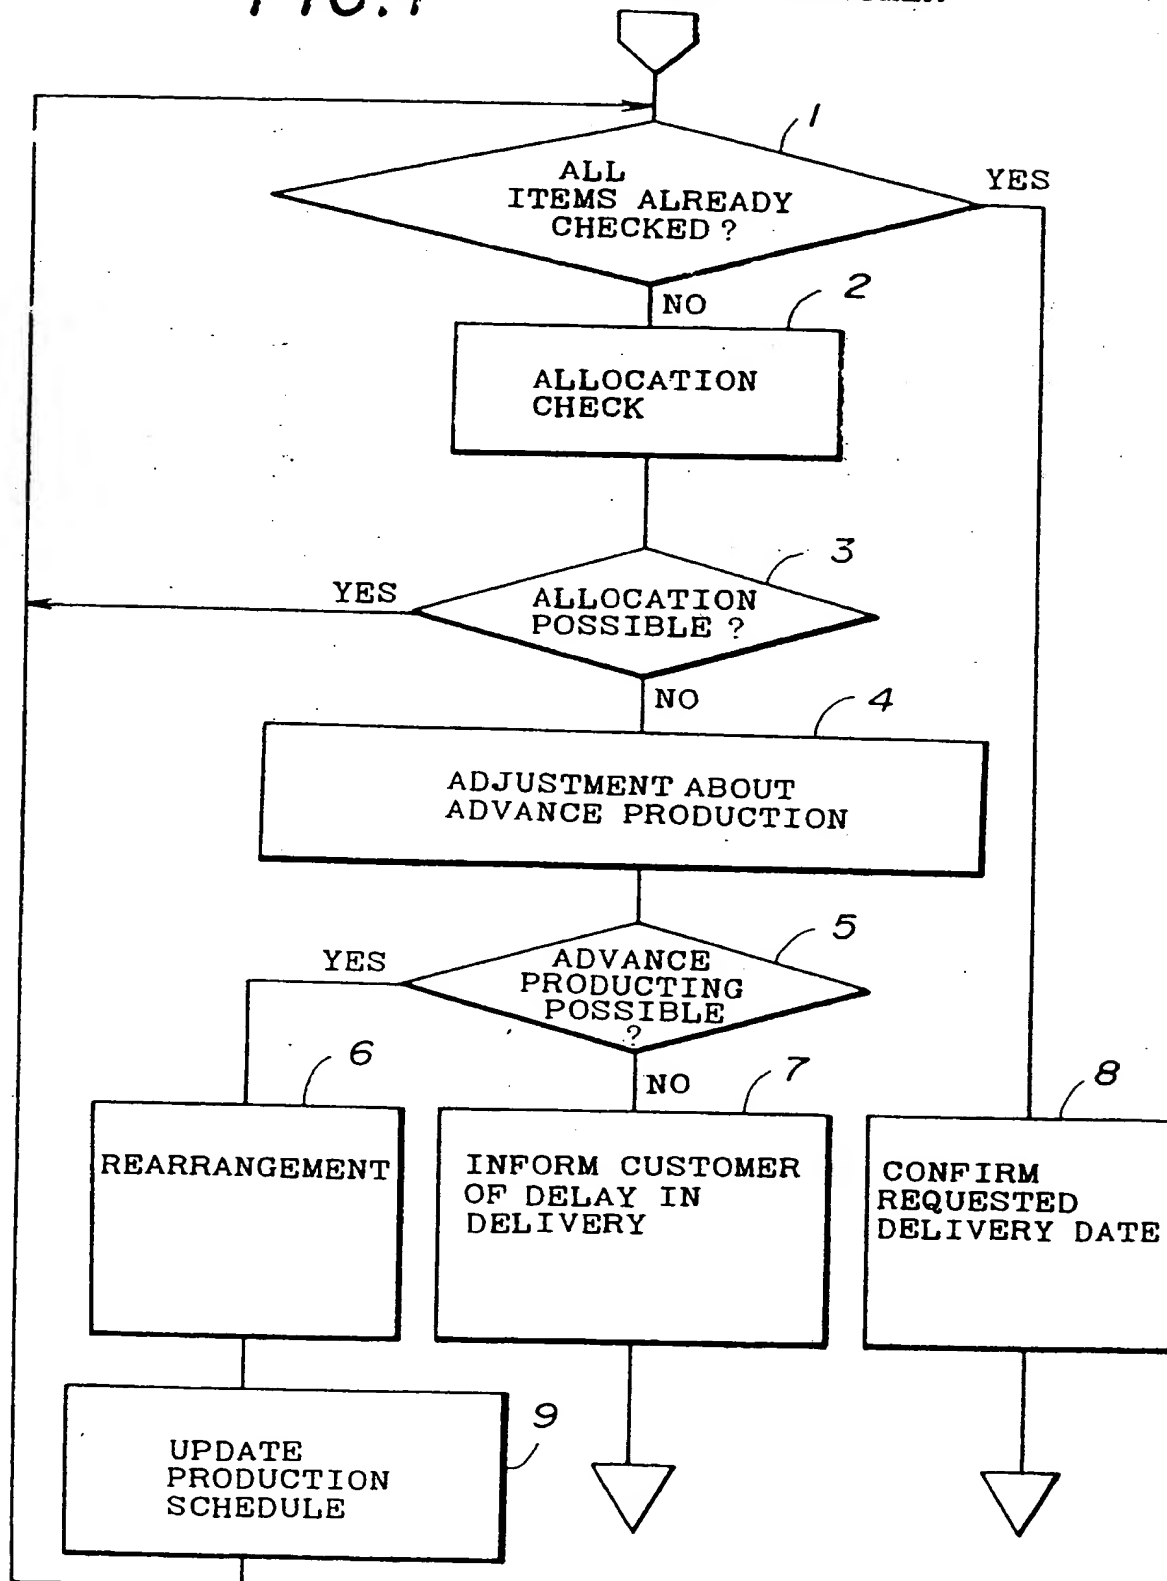 FIG.1
1
ALL
ITEMS ALREADY
CHECKED ?
YES
NO
2
ALLOCATION
CHECK
3
YES
ALLOCATION
POSSIBLE ?
NO
4
ADJUSTMENT ABOUT
ADVANCE PRODUCTION
5
YES
ADVANCE
PRODUCTING
POSSIBLE
?
NO
6
REARRANGEMENT
7
INFORM CUSTOMER
OF DELAY IN
DELIVERY
8
CONFIRM
REQUESTED
DELIVERY DATE
9
UPDATE
PRODUCTION
SCHEDULE